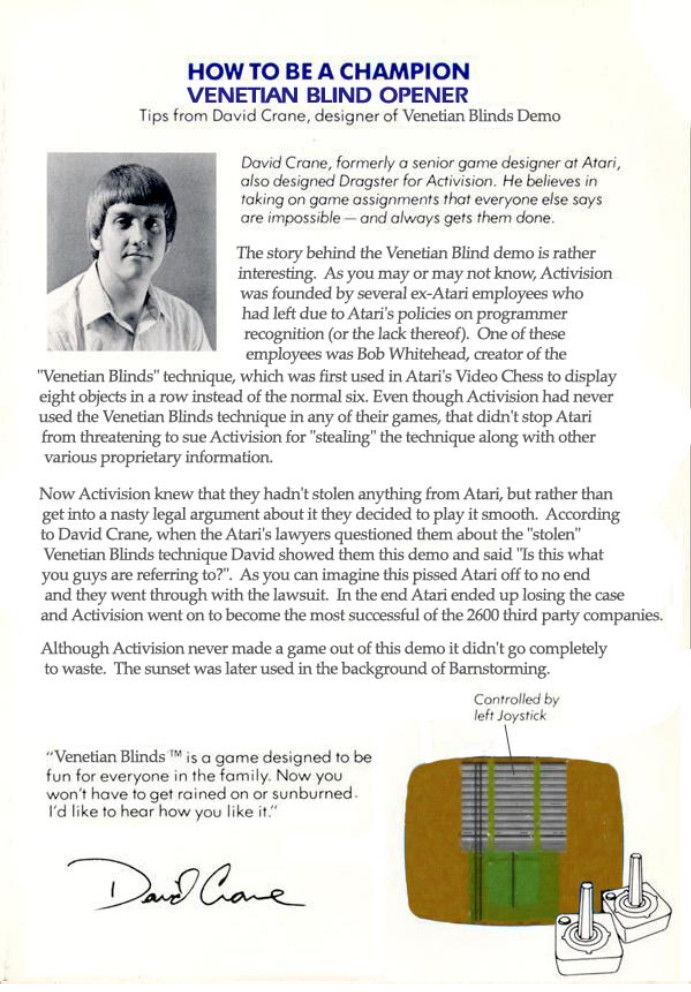 HOW TO BE A CHAMPION
VENETIAN BLIND OPENER
Tips from David Crane, designer of Venetian Blinds Demo
David Crane, formerly a senior game designer at Atari,
also designed Dragster for Activision. He believes in
taking on game assignments that everyone else says
are impossible — and always gets them done.
The story behind the Venetian Blind demo is rather
interesting. As you may or may not know, Activision
was founded by several ex-Atari employees who
had left due to Atari's policies on programmer
recognition (or the lack thereof). One of these
employees was Bob Whitehead, creator of the
"Venetian Blinds" technique, which was first used in Atari's Video Chess to display
eight objects in a row instead of the normal six. Even though Activision had never
used the Venetian Blinds technique in any of their games, that didn't stop Atari
from threatening to sue Activision for "stealing" the technique along with other
various proprietary information.
Now Activision knew that they hadn't stolen anything from Atari, but rather than
get into a nasty legal argument about it they decided to play it smooth. According
to David Crane, when the Atari's lawyers questioned them about the "stolen"
Venetian Blinds technique David showed them this demo and said "Is this what
you guys are referring to?". As you can imagine this pissed Atari off to no end
and they went through with the lawsuit. In the end Atari ended up losing the case
and Activision went on to become the most successful of the 2600 third party companies.
Although Activision never made a game out of this demo it didn't go completely
to waste. The sunset was later used in the background of Barnstorming.
Controlled by
left Joystick
"Venetian Blinds™ is a game designed to be
fun for everyone in the family. Now you
won't have to get rained on or sunburned.
I'd like to hear how you like it."
David Crane